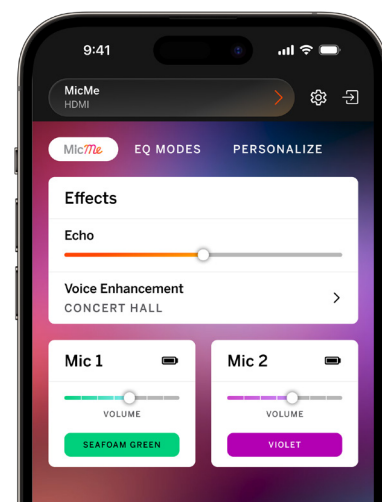 9:41
MicMe
HDMI
MicMe EQ MODES PERSONALIZE
Effects
Echo
Voice Enhancement
CONCERT HALL
Mic 1
VOLUME
SEAFOAM GREEN
Mic 2
VOLUME
VIOLET